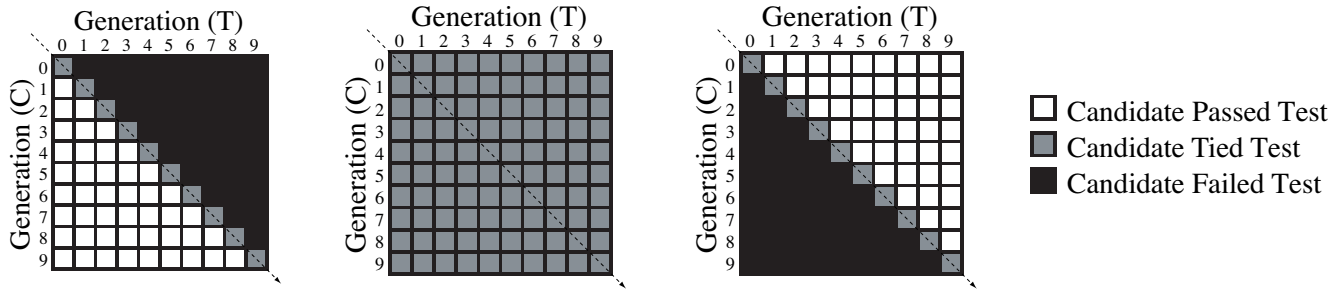 Generation (T)
0 1 2 3 4 5 6 7 8 9
Generation (C)
0
1
2
3
4
5
6
7
8
9
Generation (T)
0 1 2 3 4 5 6 7 8 9
Generation (C)
0
1
2
3
4
5
6
7
8
9
Generation (T)
0 1 2 3 4 5 6 7 8 9
Generation (C)
0
1
2
3
4
5
6
7
8
9
Candidate Passed Test
Candidate Tied Test
Candidate Failed Test